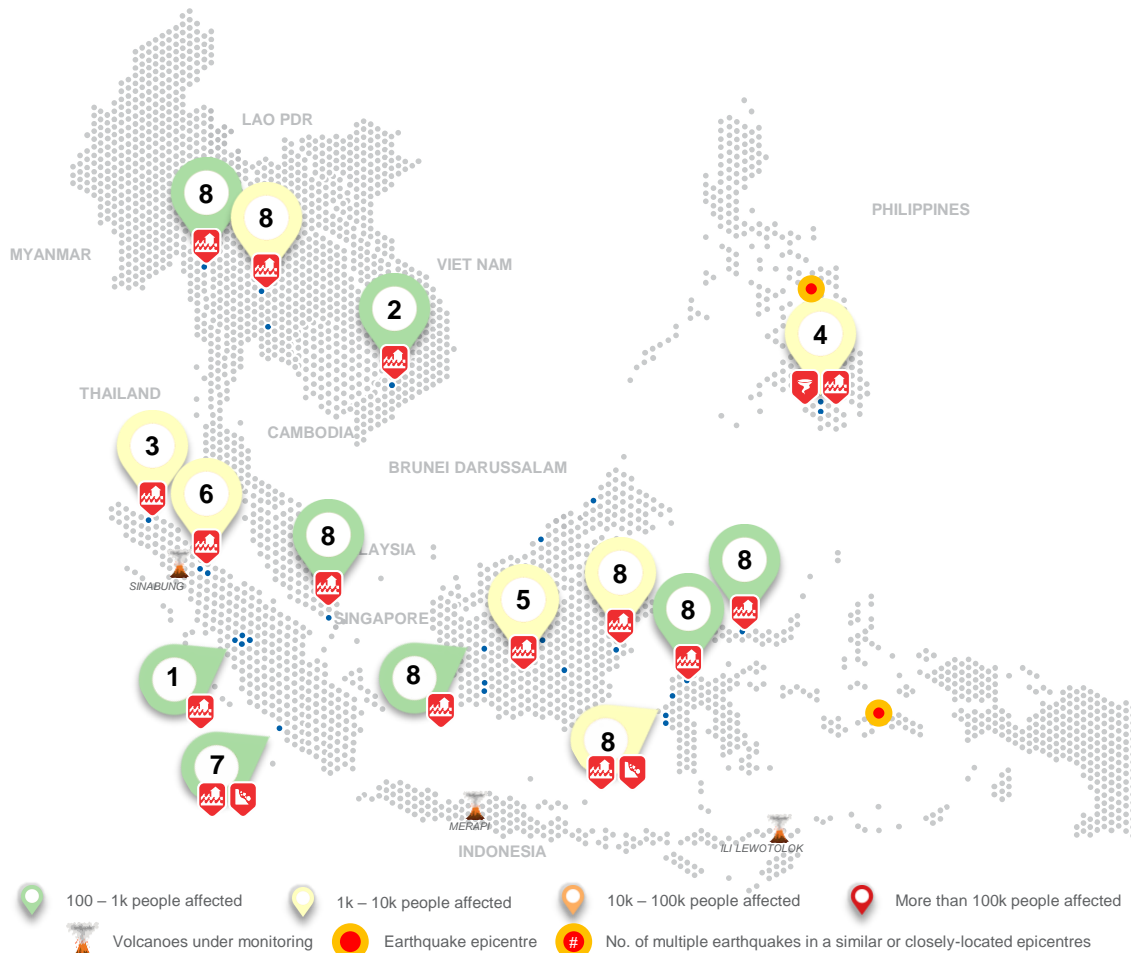 LAO PDR
8
8
PHILIPPINES
MYANMAR
VIET NAM
2
4
THAILAND
CAMBODIA
3
BRUNEI DARUSSALAM
6
8
LAYSIA
8
8
SINABUNG
5
8
SINGAPORE
1
8
7
8
MERAPI
ILI LEWOTOLOK
INDONESIA
100 – 1k people affected
1k – 10k people affected
10k – 100k people affected
More than 100k people affected
Volcanoes under monitoring
Earthquake epicentre
# No. of multiple earthquakes in a similar or closely-located epicentres